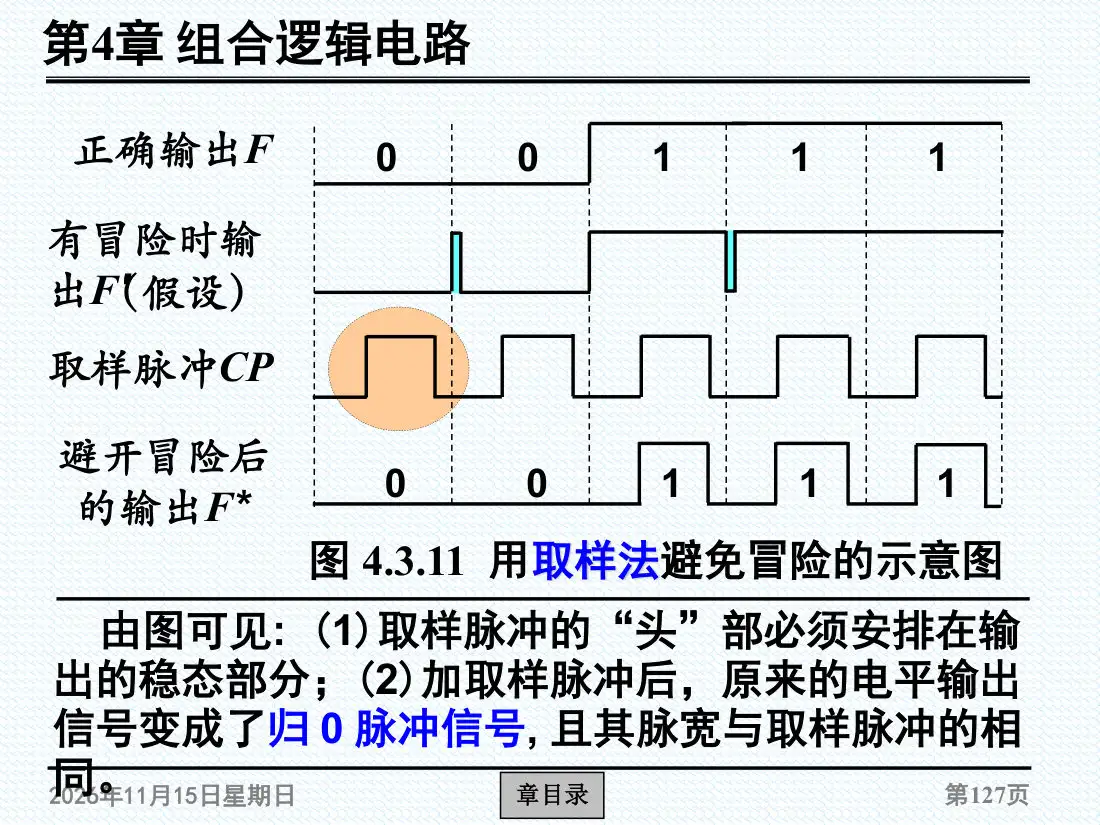 第4章 组合逻辑电路
正确输出F
0 0 1 1 1
有冒险时输
出F'(假设)
取样脉冲CP
避开冒险后
的输出F*
0 0 1 1 1
图 4.3.11 用取样法避免冒险的示意图
由图可见: (1)取样脉冲的“头”部必须安排在输
出的稳态部分；(2)加取样脉冲后，原来的电平输出
信号变成了归 0 脉冲信号, 且其脉宽与取样脉冲的相
同。
2026年11月15日星期日
章目录
第127页